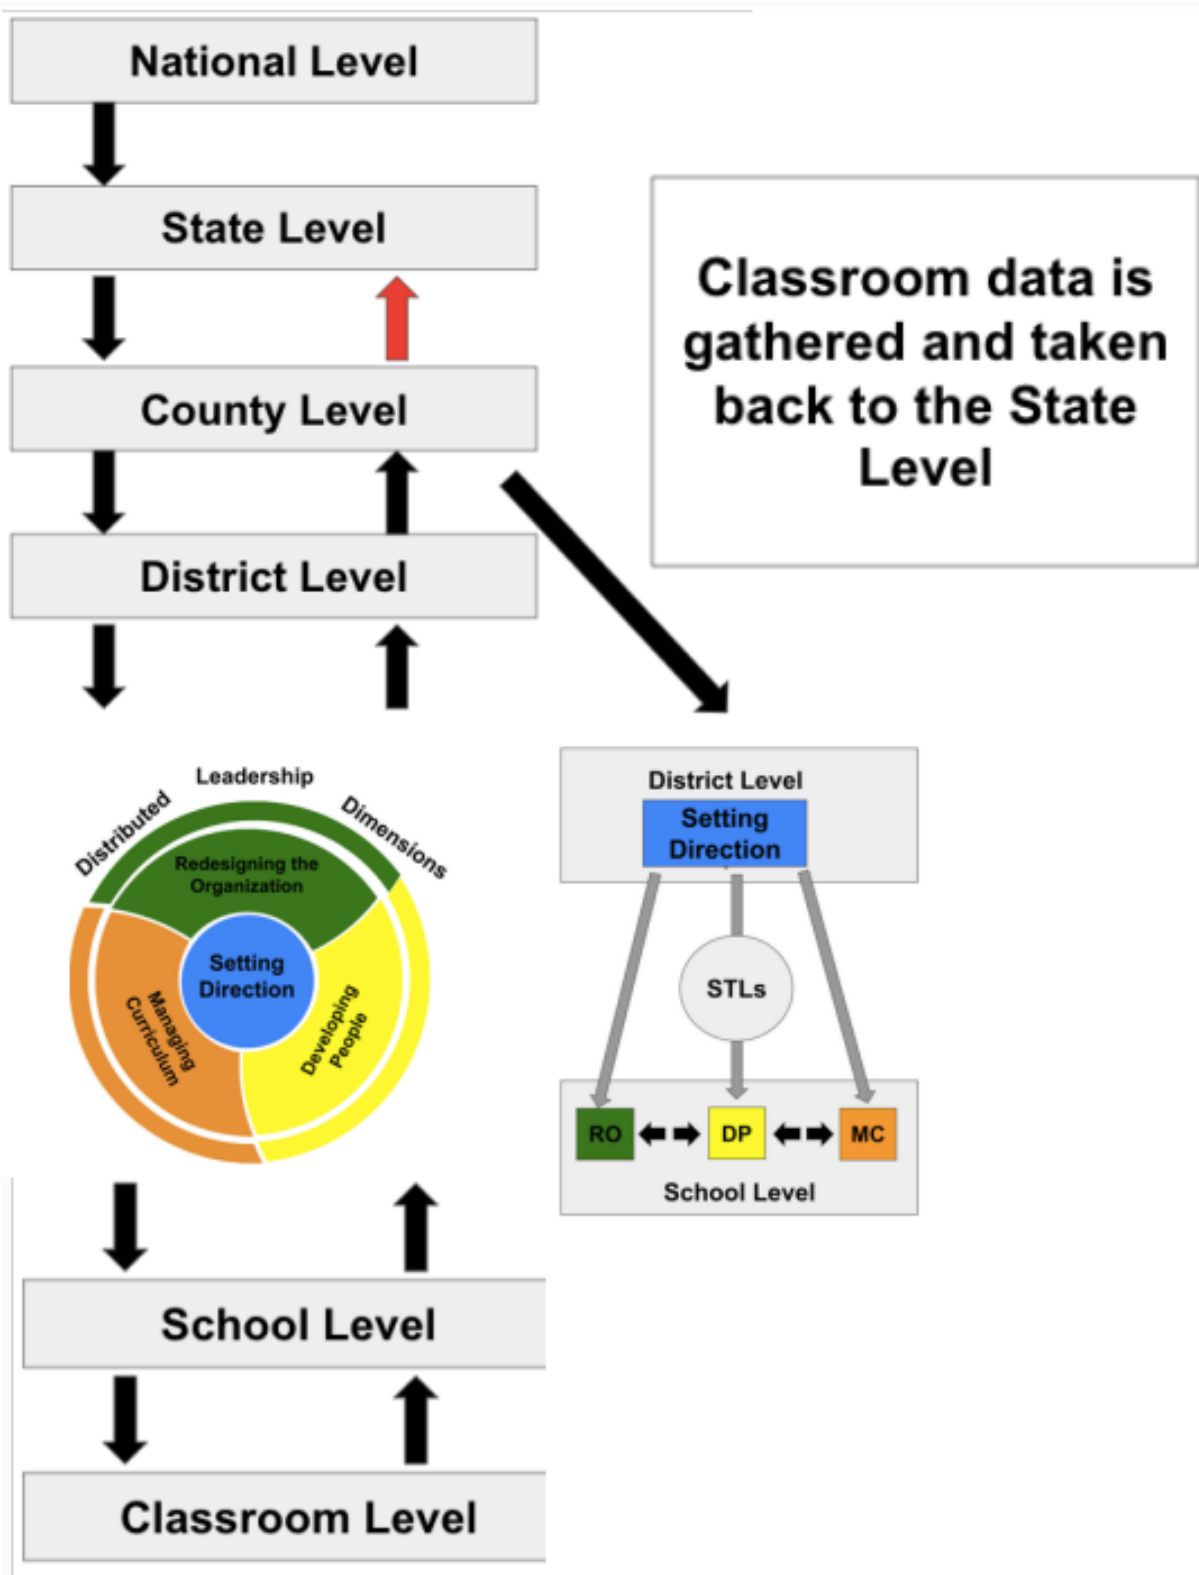 National Level
State Level
Classroom data is
gathered and taken
back to the State
Level
County Level
District Level
Distributed
Leadership
Dimensions
Redesigning the
Organization
Setting
Direction
Managing
Curriculum
Developing
People
District Level
Setting
Direction
STLs
RO
DP
MC
School Level
School Level
Classroom Level